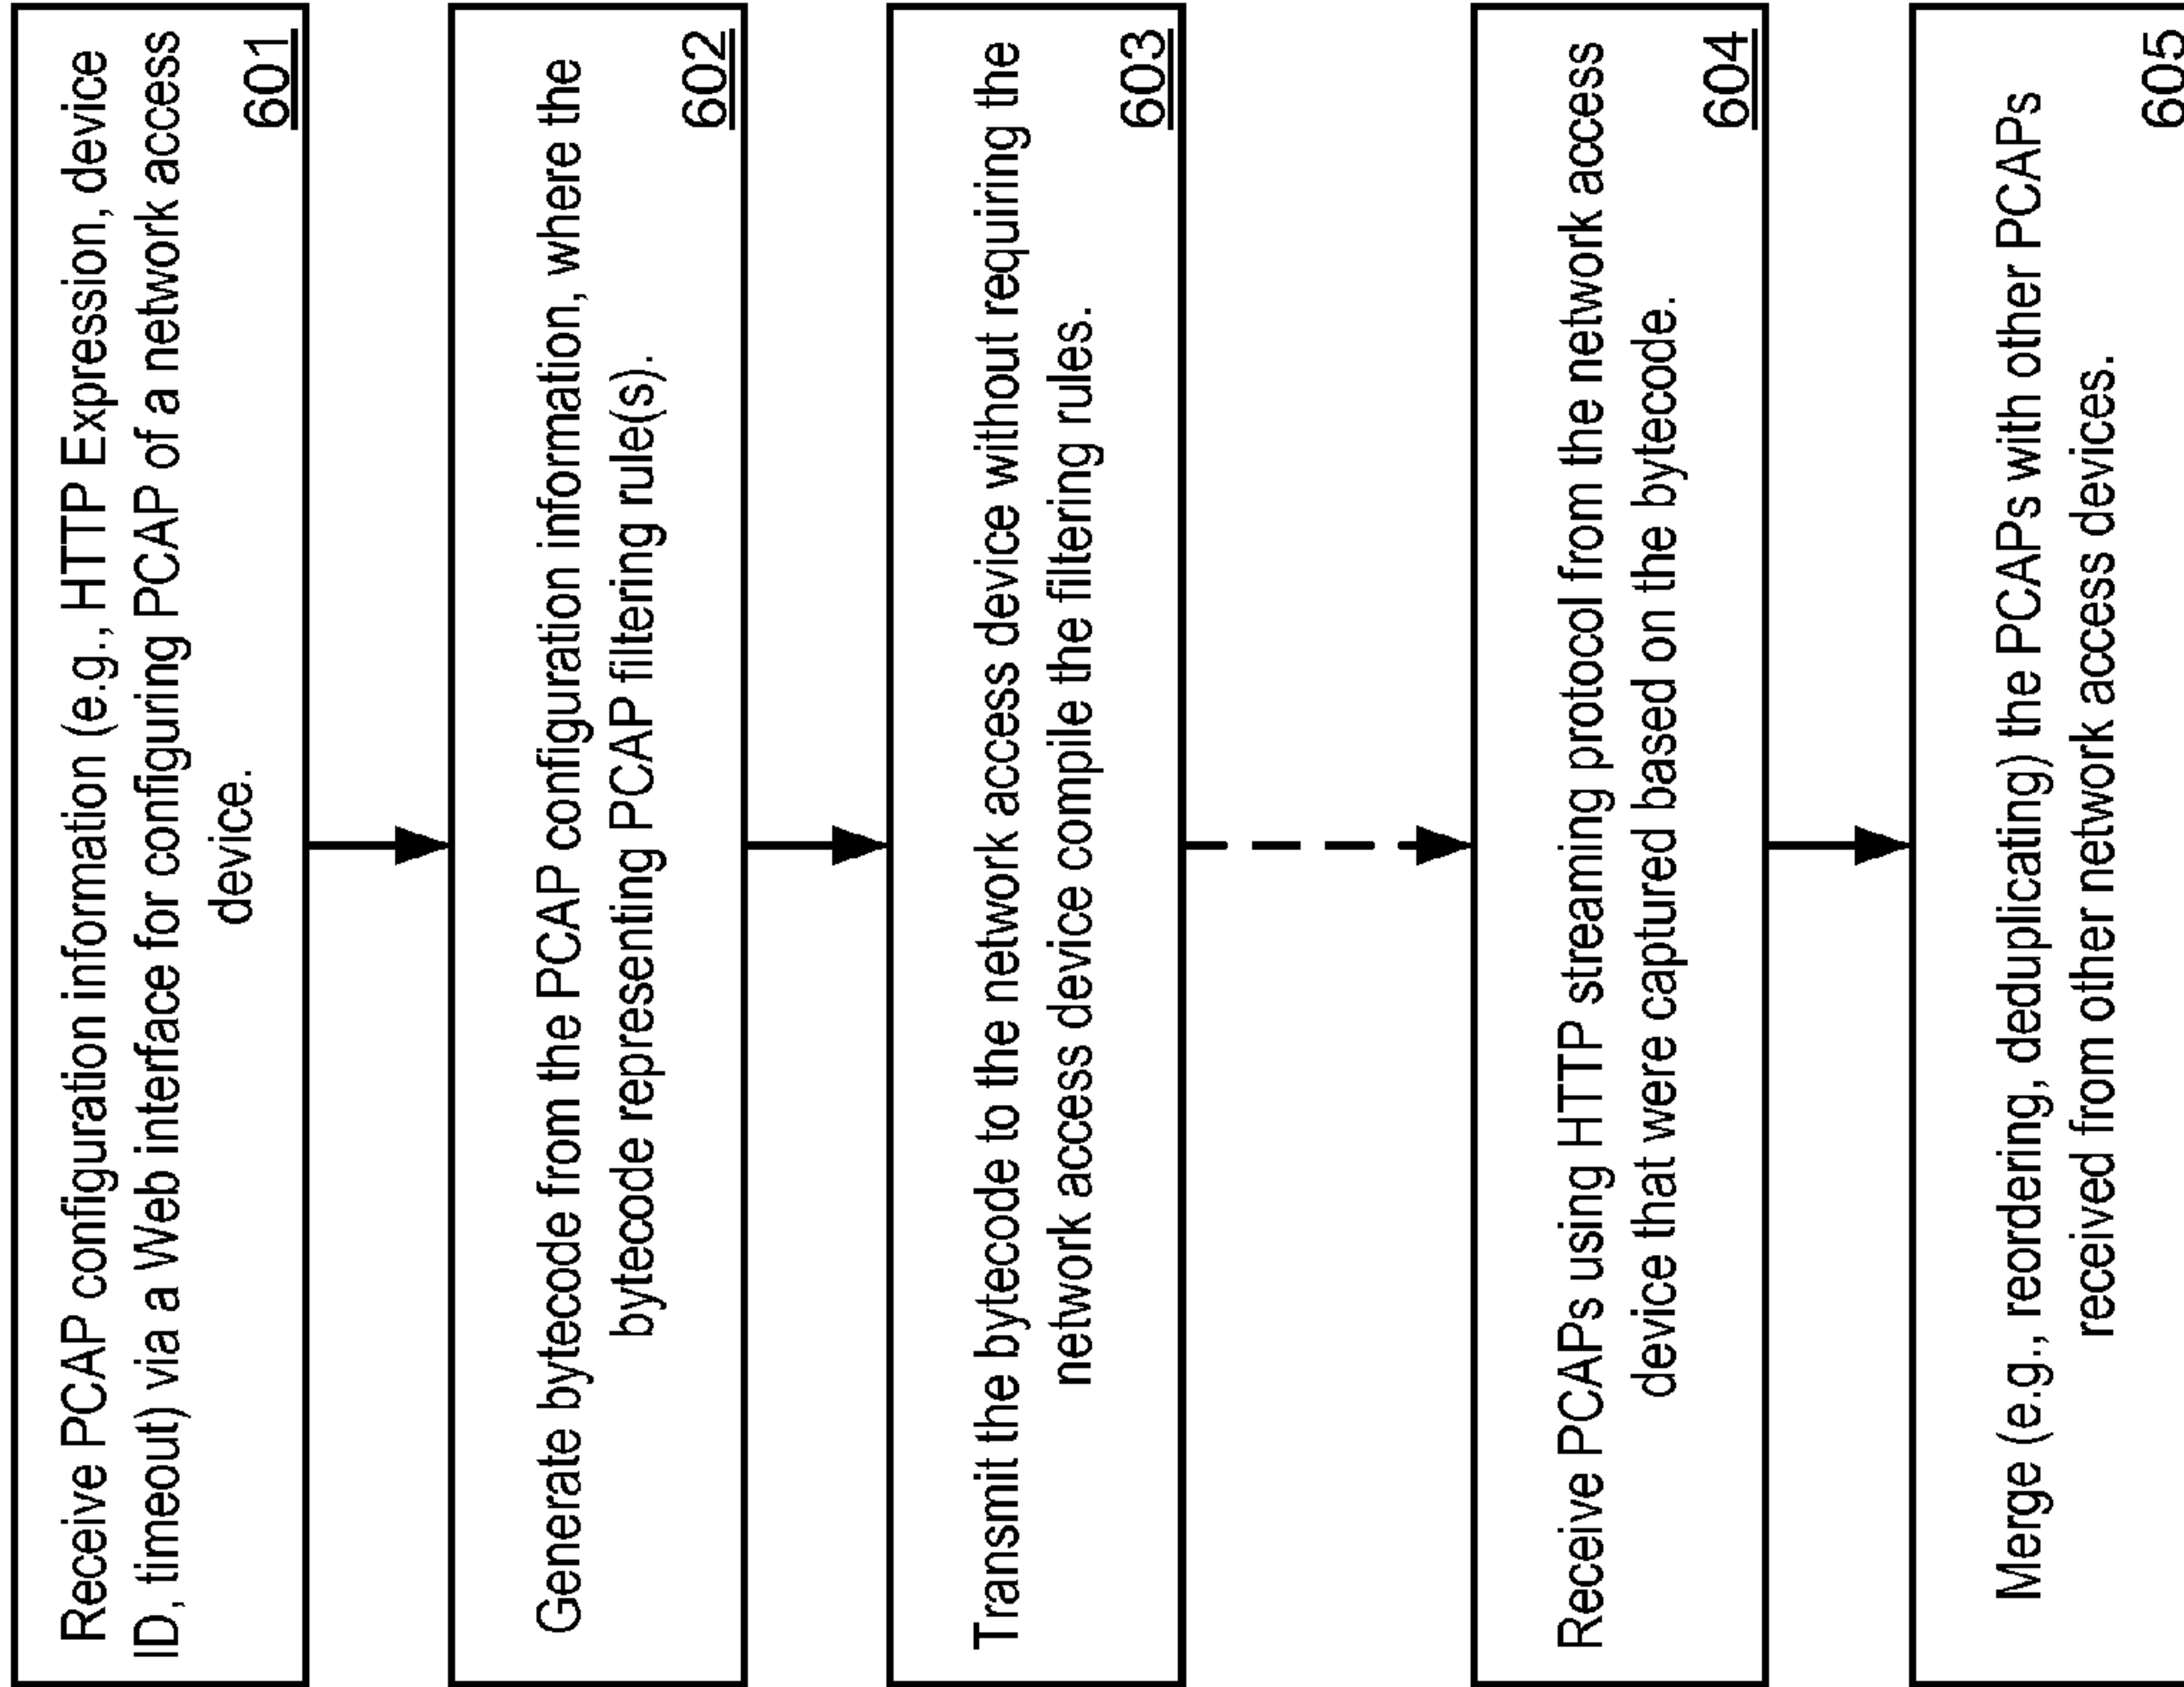 Receive PCAP configuration information (e.g., HTTP Expression, device
ID, timeout) via a Web interface for configuring PCAP of a network access
device.
601
Generate bytecode from the PCAP configuration information, where the
bytecode representing PCAP filtering rule(s).
602
Transmit the bytecode to the network access device without requiring the
network access device compile the filtering rules.
603
Receive PCAPs using HTTP streaming protocol from the network access
device that were captured based on the bytecode.
604
Merge (e.g., reordering, deduplicating) the PCAPs with other PCAPs
received from other network access devices.
605